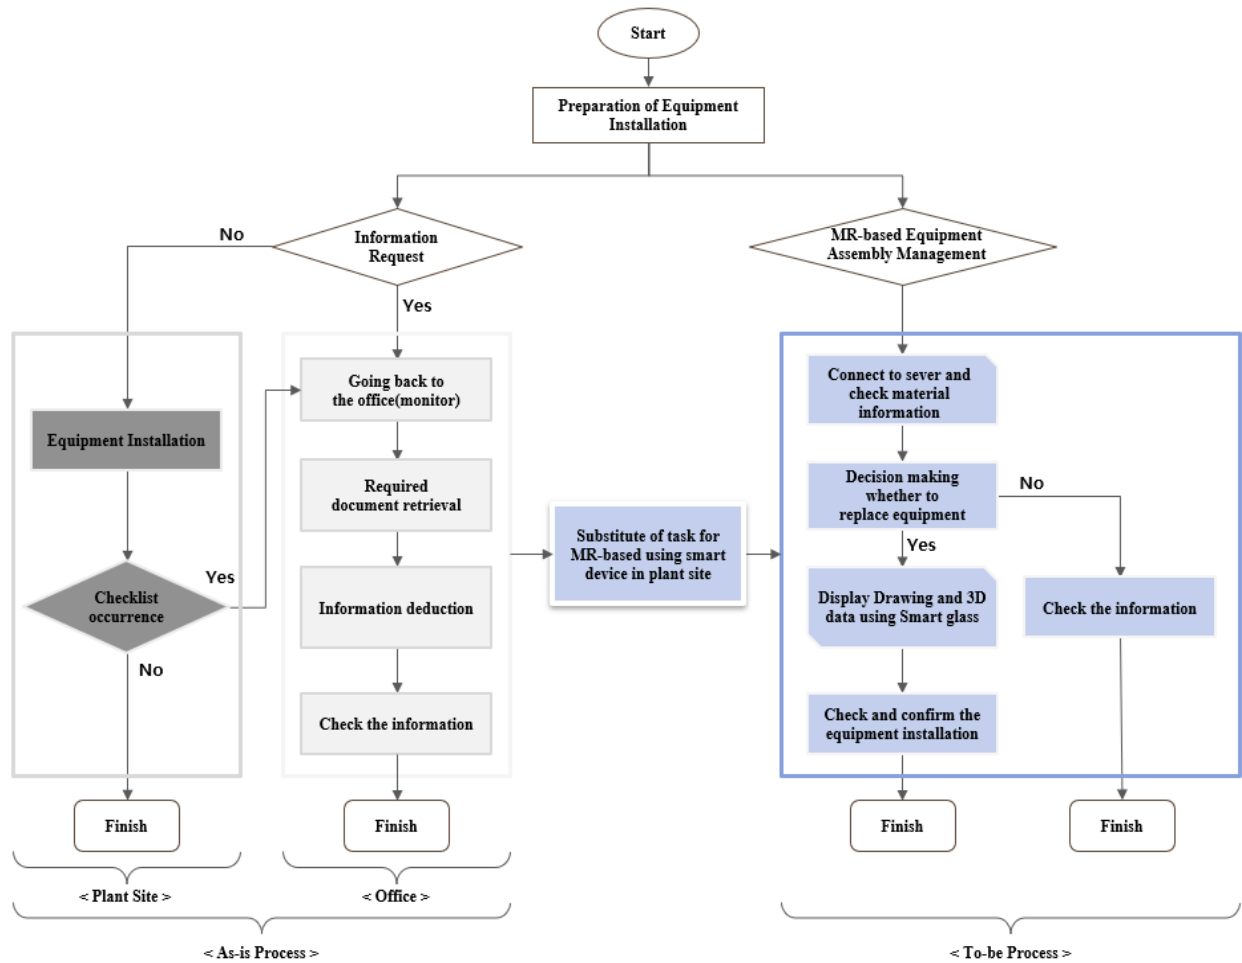 Start
Preparation of Equipment
Installation
No
Information
Request
MR-based Equipment
Assembly Management
Yes
Going back to
the office(monitor)
Connect to sever and
check material
information
Equipment Installation
Required
document retrieval
Decision making
whether to
replace equipment
No
Substitute of task for
MR-based using smart
device in plant site
Yes
Yes
Checklist
occurrence
Information deduction
Display Drawing and 3D
data using Smart glass
Check the information
No
Check the information
Check and confirm the
equipment installation
Finish
Finish
Finish
Finish
< Plant Site >
< Office >
< As-is Process >
< To-be Process >